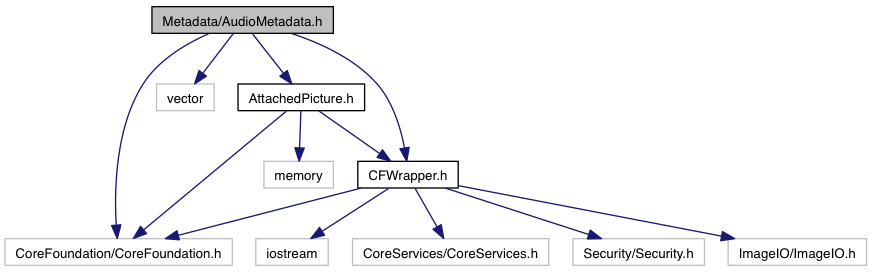 Metadata/AudioMetadata.h
vector
AttachedPicture.h
memory
CFWrapper.h
CoreFoundation/CoreFoundation.h
iostream
CoreServices/CoreServices.h
Security/Security.h
ImageIO/ImageIO.h